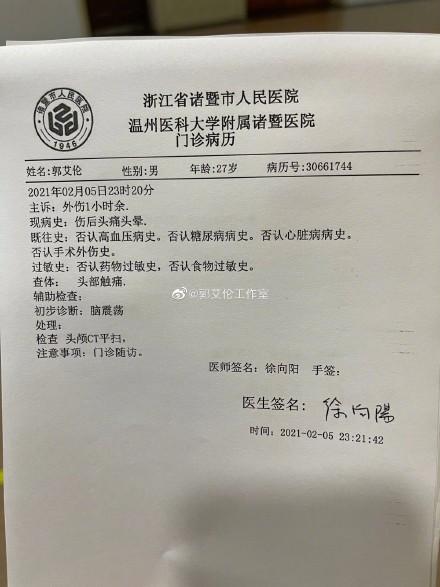 诸暨市人民医院
1946
浙江省诸暨市人民医院
温州医科大学附属诸暨医院
门诊病历
姓名:郭艾伦 性别:男 年龄:27岁 病历号:30661744
2021年02月05日23时20分
主诉:外伤1小时余.
现病史:伤后头痛头晕.
既往史:否认高血压病史。否认糖尿病病史。否认心脏病病史。
否认手术外伤史。
过敏史:否认药物过敏史,否认食物过敏史。
查体: 头部触痛.
辅助检查:
初步诊断:脑震荡
处理:
检查 头颅CT平扫,
注意事项:门诊随访。
@郭艾伦工作室
医师签名:徐向阳 手签:
医生签名:徐向陽
时间:2021-02-05 23:21:42